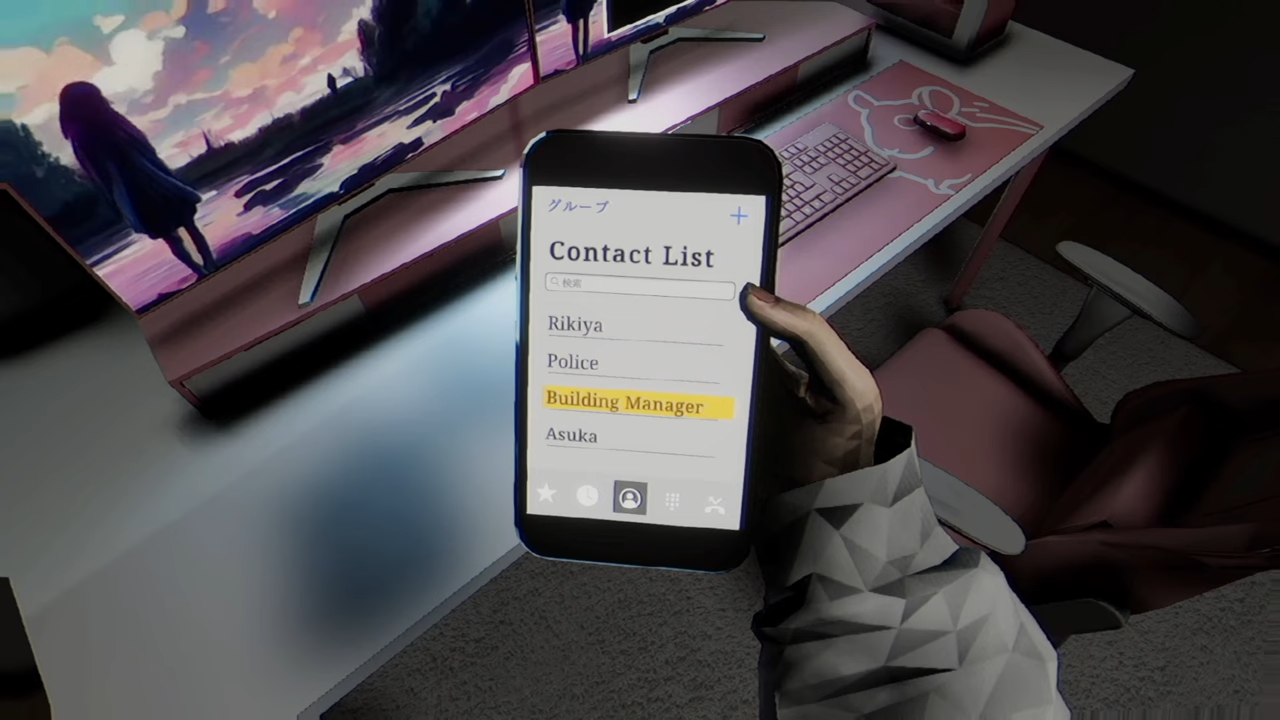 グループ
+
Contact List
検索
Rikiya
Police
Building Manager
Asuka